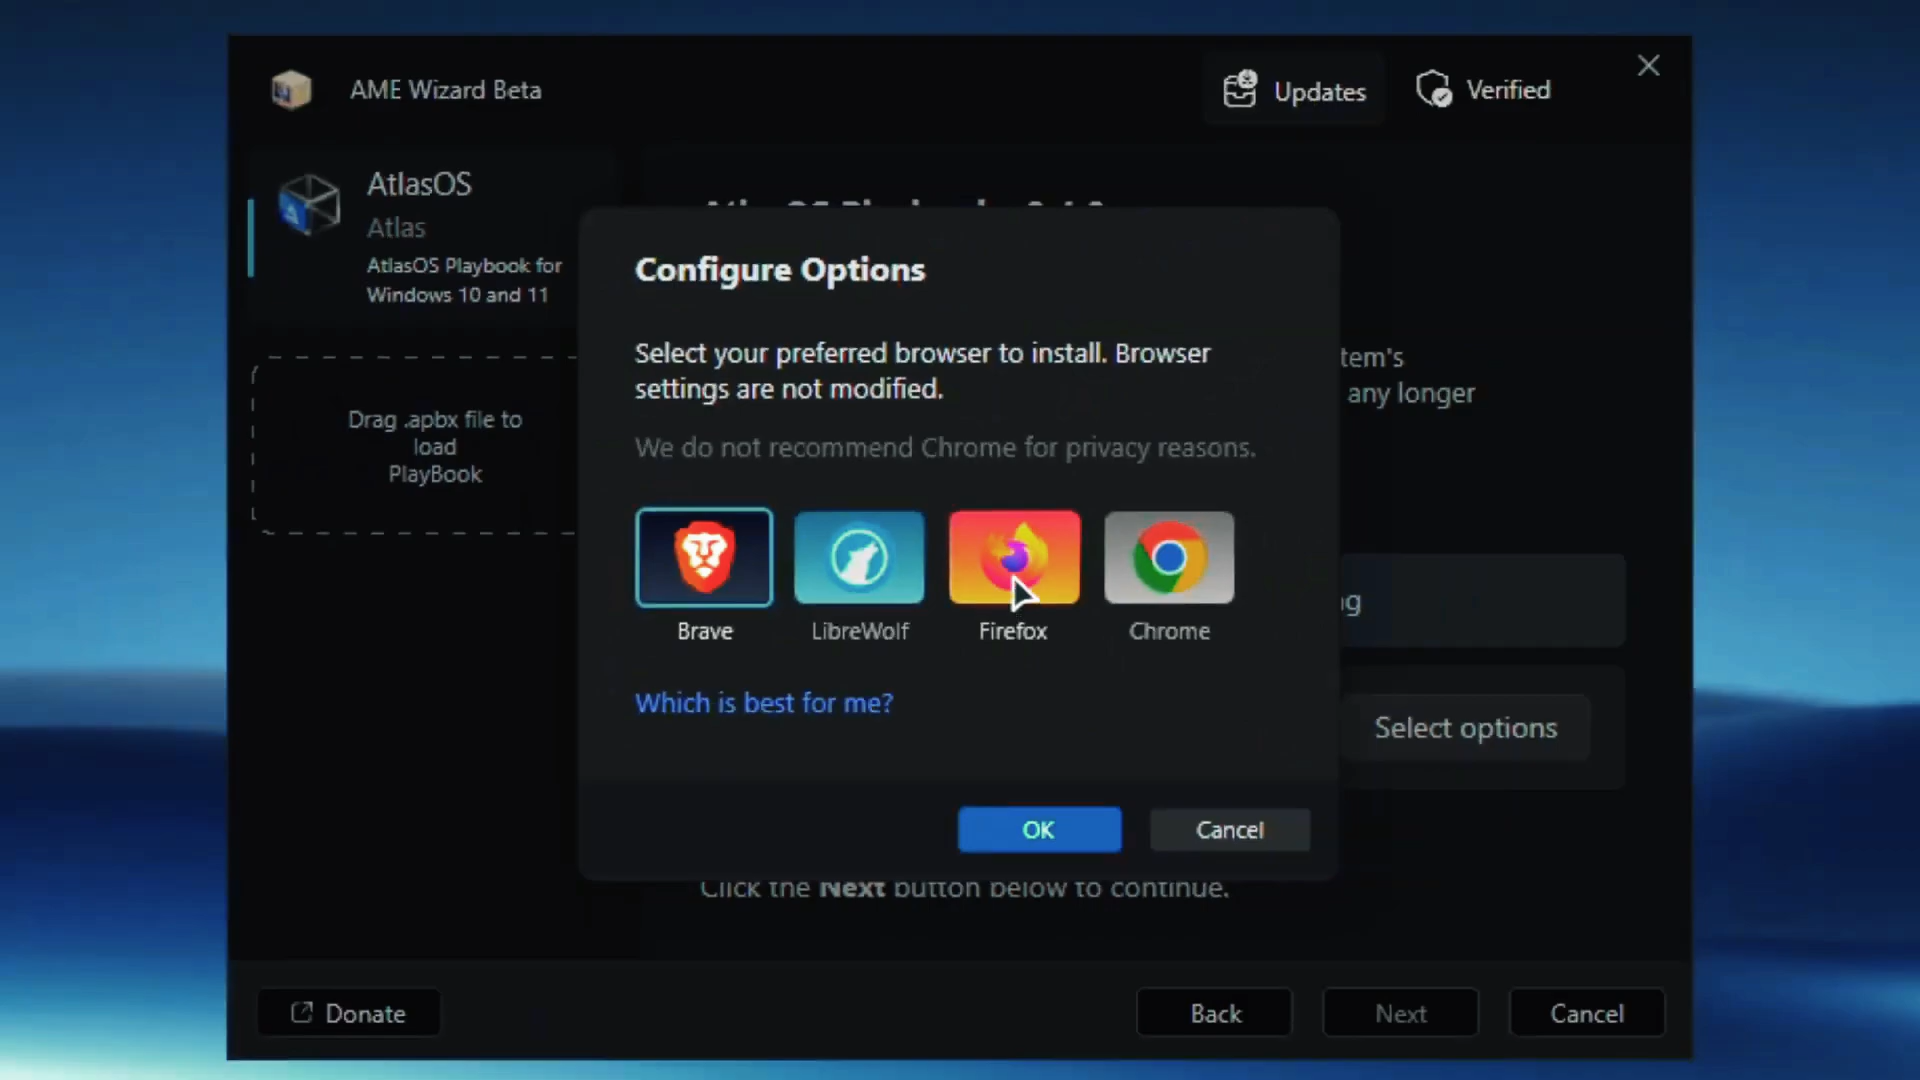 AME Wizard Beta
Updates
Verified
AtlasOS
Atlas
AtlasOS Playbook for
Windows 10 and 11
Drag .apbx file to
load
PlayBook
Configure Options
Select your preferred browser to install. Browser
settings are not modified.
We do not recommend Chrome for privacy reasons.
Brave
LibreWolf
Firefox
Chrome
Which is best for me?
OK
Cancel
tem's
any longer
Select options
Click the Next button below to continue.
Donate
Back
Next
Cancel